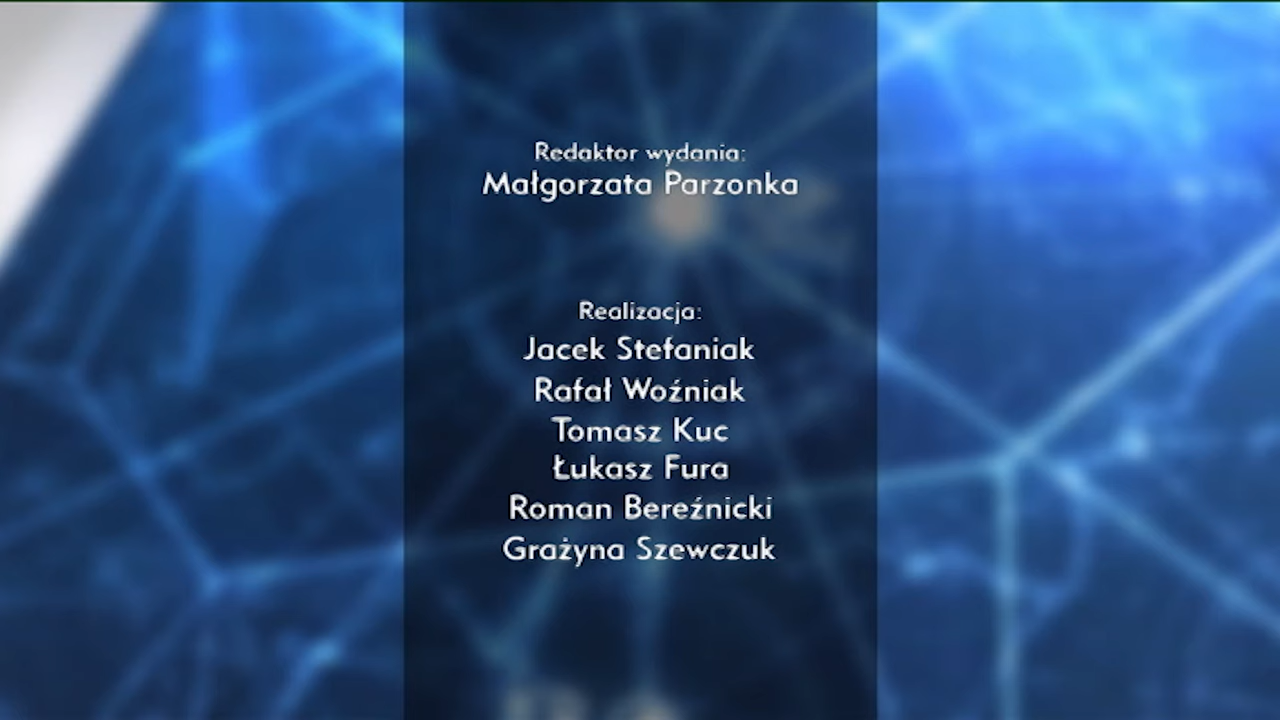 Redaktor wydania:
Małgorzata Parzonka
Realizacja:
Jacek Stefaniak
Rafał Woźniak
Tomasz Kuc
Łukasz Fura
Roman Bereźnicki
Grażyna Szewczuk